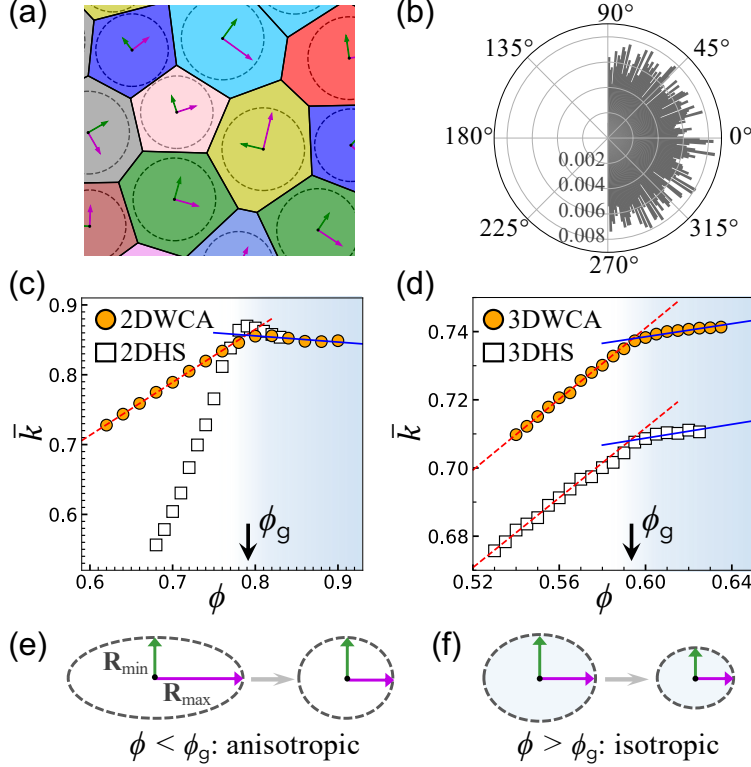 (a)
(b)
90°
135°
45°
180°
0°
0.002
0.004
0.006
0.008
225°
315°
270°
(c)
0.9
0.8
0.7
0.6
k̄
2DWCA
2DHS
ϕg
0.6 0.7 0.8 0.9
ϕ
(d)
0.74
0.72
0.70
0.68
k̄
3DWCA
3DHS
ϕg
0.52 0.56 0.60 0.64
ϕ
(e)
Rmin
Rmax
ϕ < ϕg: anisotropic
(f)
ϕ > ϕg: isotropic